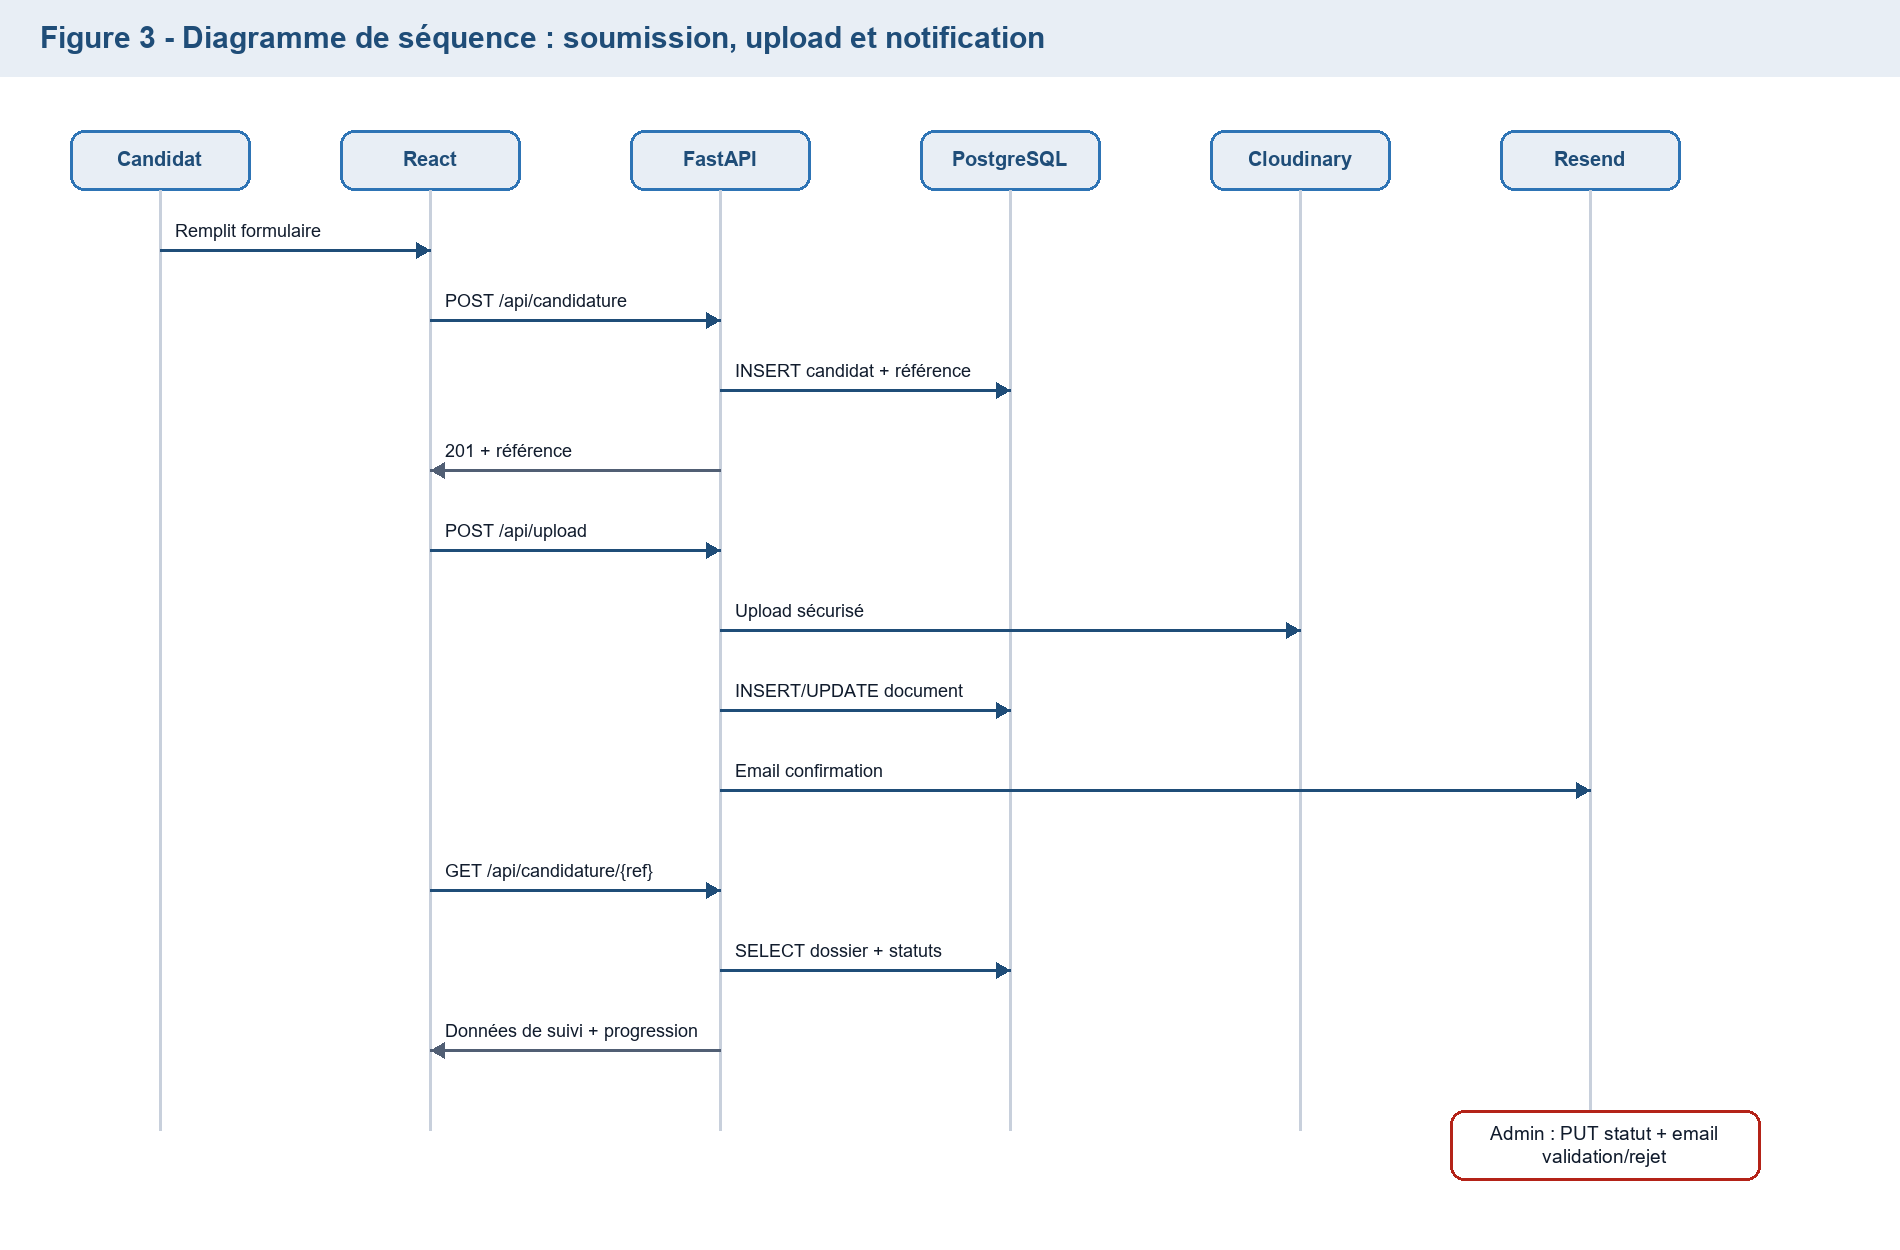 Figure 3 - Diagramme de séquence : soumission, upload et notification
Candidat
React
FastAPI
PostgreSQL
Cloudinary
Resend
Remplit formulaire
POST /api/candidature
INSERT candidat + référence
201 + référence
POST /api/upload
Upload sécurisé
INSERT/UPDATE document
Email confirmation
GET /api/candidature/{ref}
SELECT dossier + statuts
Données de suivi + progression
Admin : PUT statut + email
validation/rejet